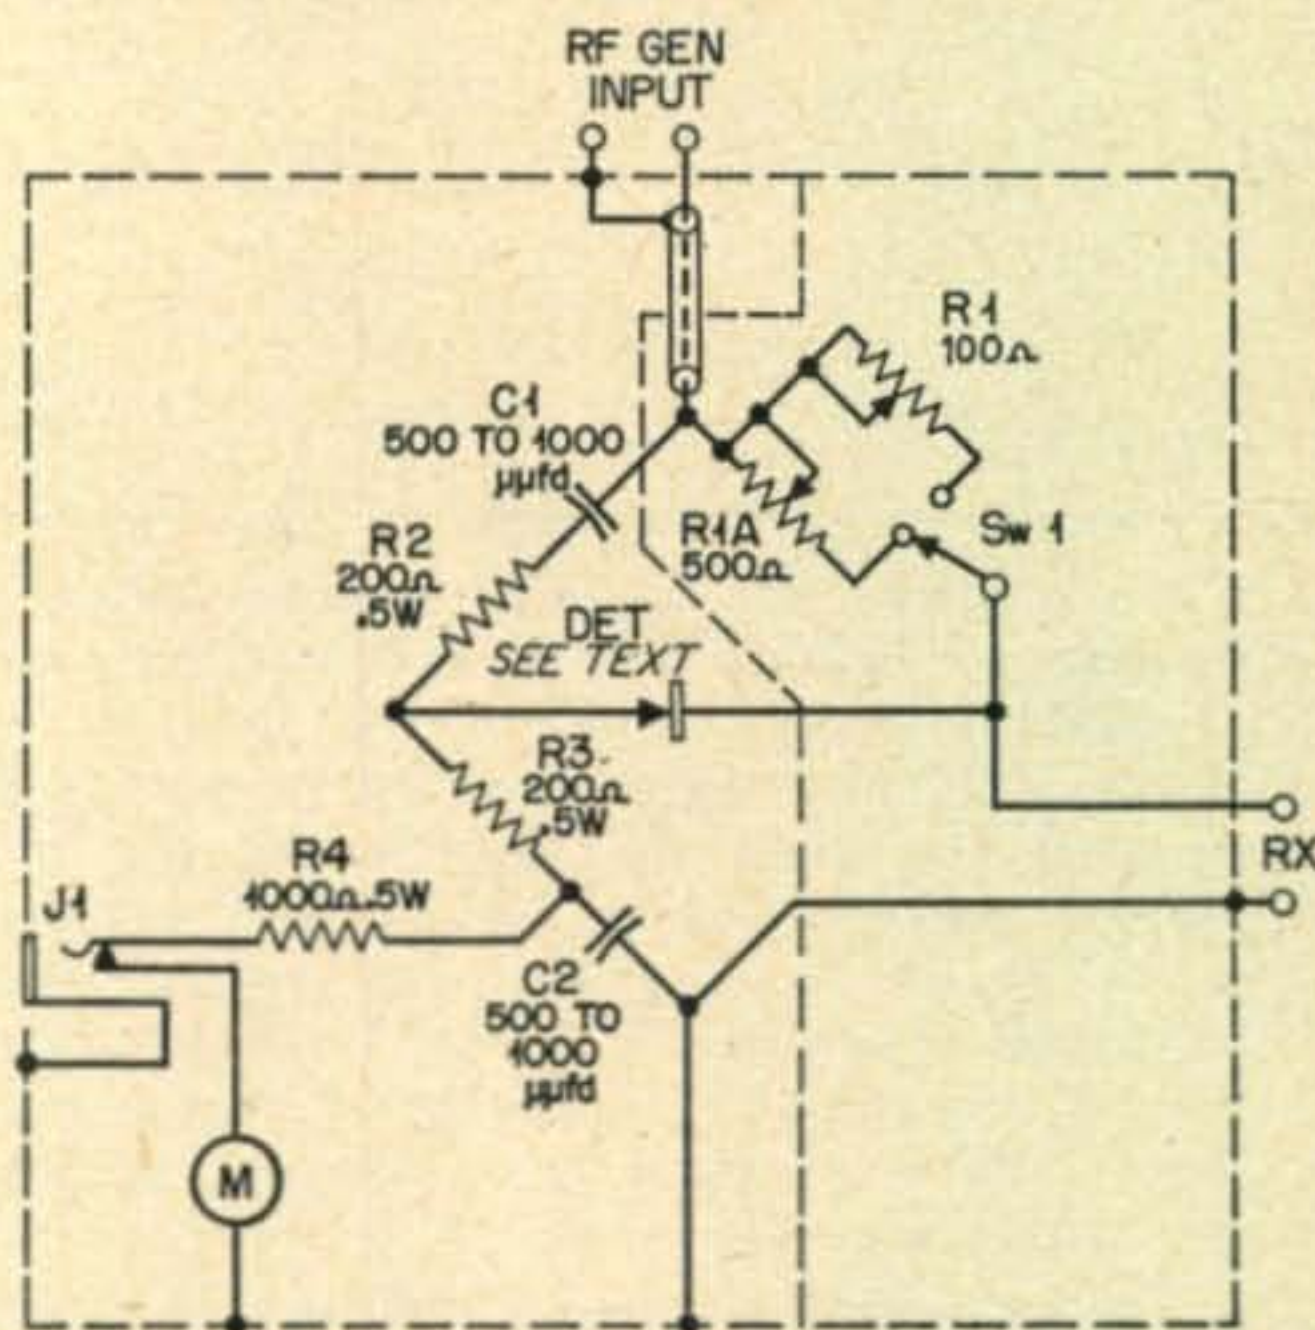 RF GEN
INPUT
R1
100Ω
C1
500 TO 1000
µµfd
R2
200Ω
.5W
R1A
500Ω
Sw 1
DET
SEE TEXT
R3
200Ω
.5W
R4
1000Ω .5W
J1
RX
C2
500 TO
1000
µµfd
M